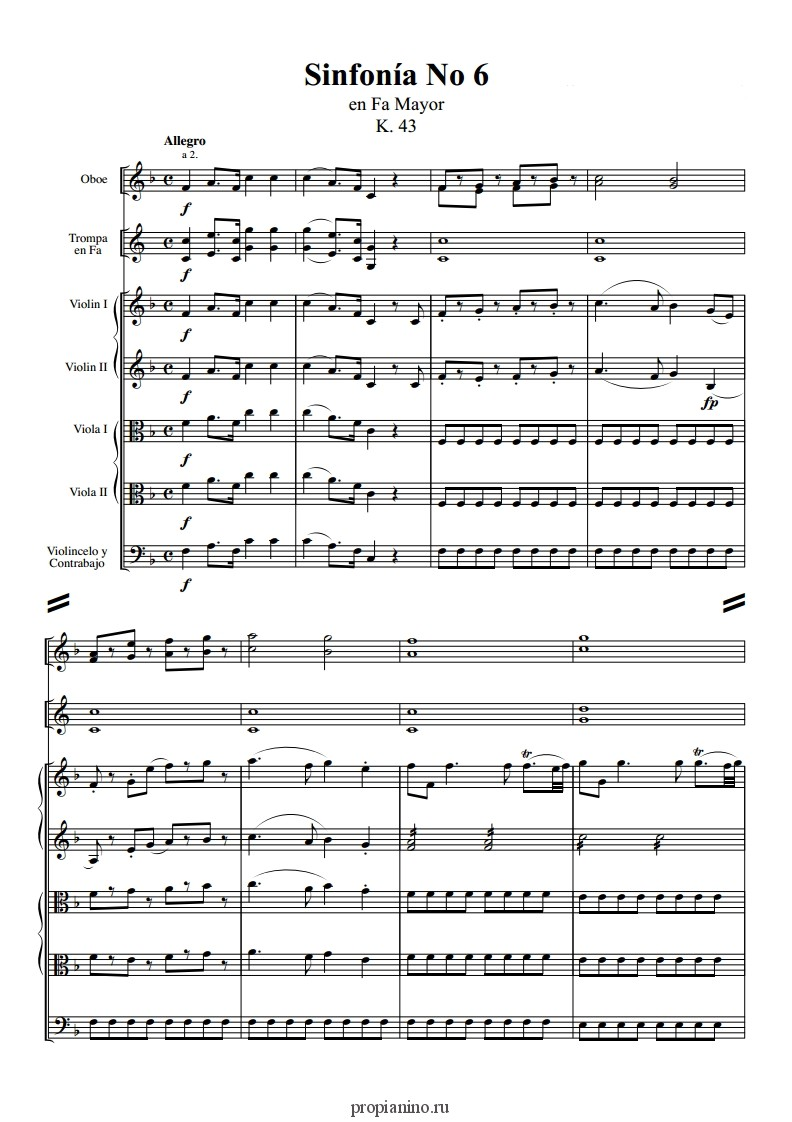 Sinfonía No 6
en Fa Mayor
K. 43
Allegro
a 2.
Oboe
f
Trompa
en Fa
f
Violin I
f
Violin II
f
fp
Viola I
f
Viola II
f
Violincelo y
Contrabajo
f
tr
tr
propianino.ru